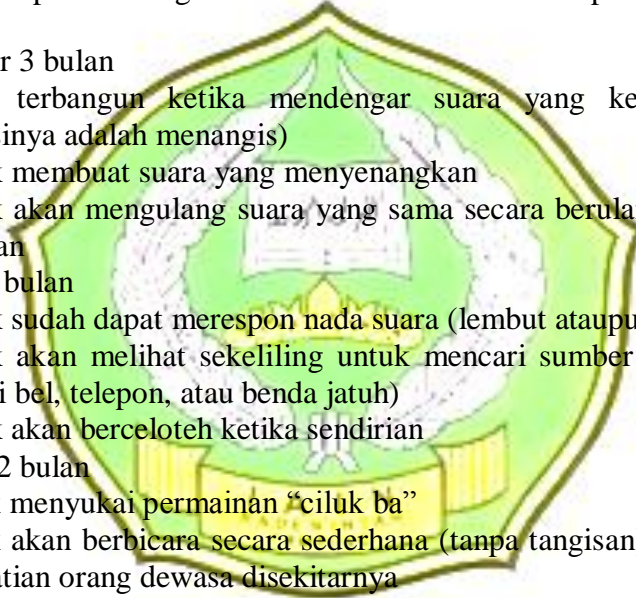 r 3 bulan
terbangun ketika mendengar suara yang ke
inya adalah menangis)
membuat suara yang menyenangkan
akan mengulang suara yang sama secara berula
an
bulan
sudah dapat merespon nada suara (lembut ataupu
akan melihat sekeliling untuk mencari sumber
i bel, telepon, atau benda jatuh)
akan berceloteh ketika sendirian
2 bulan
menyukai permainan “ciluk ba”
akan berbicara secara sederhana (tanpa tangisan
atian orang dewasa disekitarnya